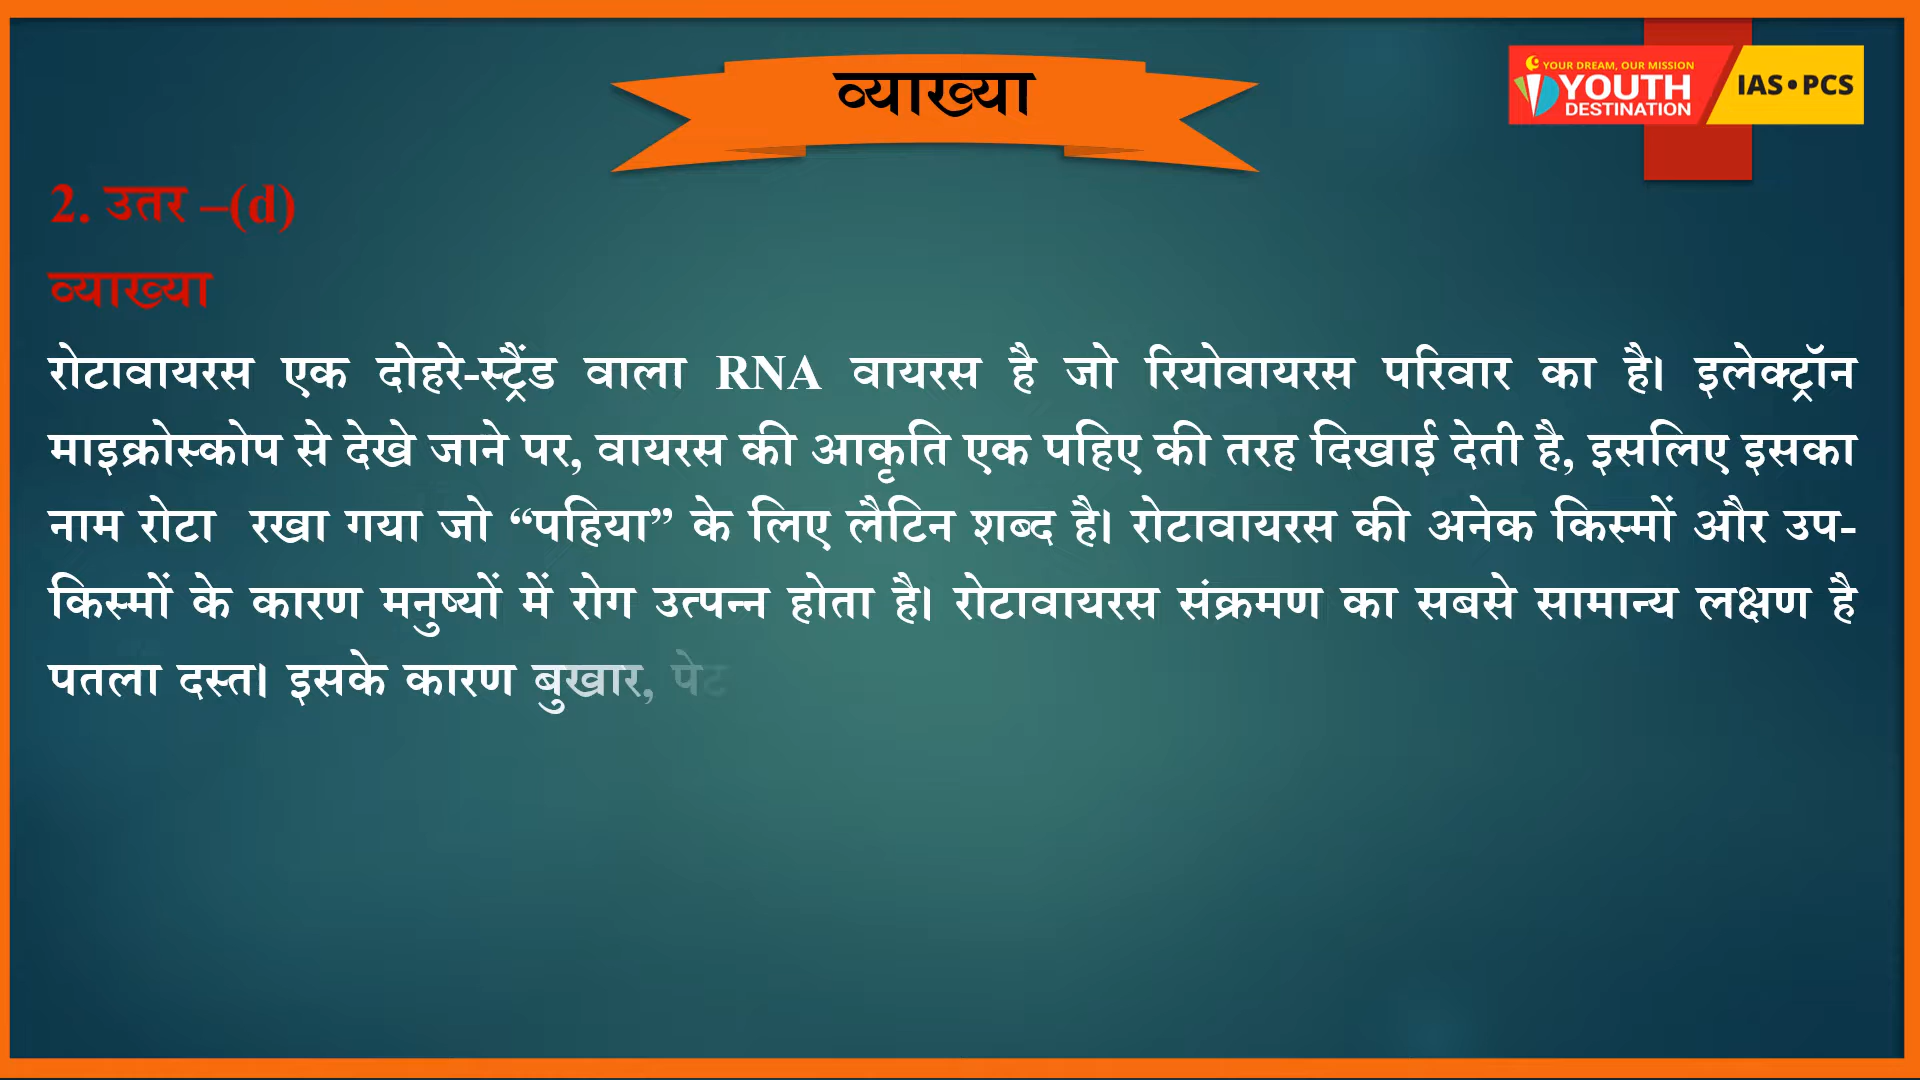 व्याख्या
YOUR DREAM, OUR MISSION
YOUTH
DESTINATION
IAS•PCS
2. उतर –(d)
व्याख्या
रोटावायरस एक दोहरे-स्ट्रैंड वाला RNA वायरस है जो रियोवायरस परिवार का है। इलेक्ट्रॉन
माइक्रोस्कोप से देखे जाने पर, वायरस की आकृति एक पहिए की तरह दिखाई देती है, इसलिए इसका
नाम रोटा रखा गया जो “पहिया” के लिए लैटिन शब्द है। रोटावायरस की अनेक किस्मों और उप-
किस्मों के कारण मनुष्यों में रोग उत्पन्न होता है। रोटावायरस संक्रमण का सबसे सामान्य लक्षण है
पतला दस्त। इसके कारण बुखार, पेट